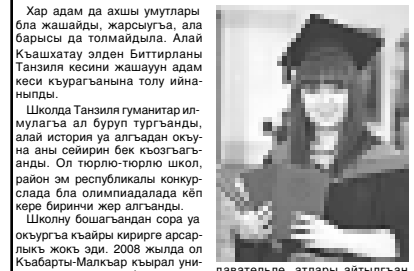 Хар адам да ахшы умутлары
бла жашайды, жарсыугъа, ала
барысы да толмайдыла. Алай
Къашхатау элден Биттирланы
Танзиля кесини жашауун адам
кеси къурагъанына толу ийна-
ныпды.
Школда Танзиля гуманитар ил-
мулагъа ал буруп тургъанды,
алай история уа алгъадан окъу-
на аны сейирин бек къозгъагъ-
анды. Ол тюрлю-тюрлю школ,
район эм республикалы конкур-
слада бла олимпиадалада кёп
кере биринчи жер алгъанды.
Школну бошагъандан сора уа
окъургъа къайры кирирге арсар-
лыкъ жокъ эди. 2008 жылда ол
Къабарты-Малкъар къырал уни-